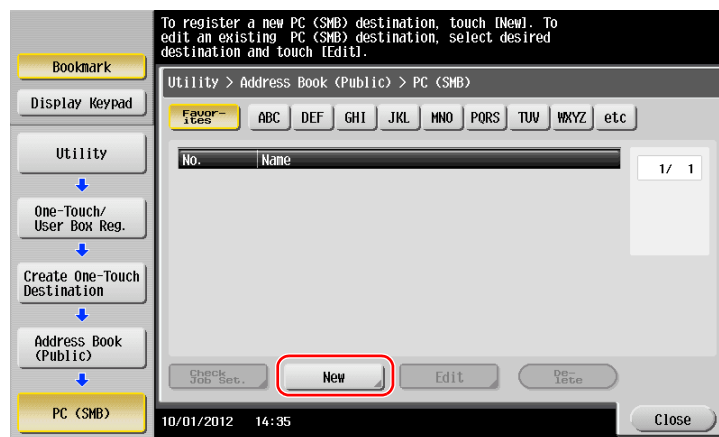 To register a new PC (SMB) destination, touch [New]. To
edit an existing PC (SMB) destination, select desired
destination and touch [Edit].
Bookmark
Display Keypad
Utility
One-Touch/
User Box Reg.
Create One-Touch
Destination
Address Book
(Public)
PC (SMB)
Utility > Address Book (Public) > PC (SMB)
Favor-
ites
ABC DEF GHI JKL MNO PQRS TUV WXYZ etc
No. Name
1/ 1
Check
Job Set.
New
Edit
De-
lete
10/01/2012 14:35
Close